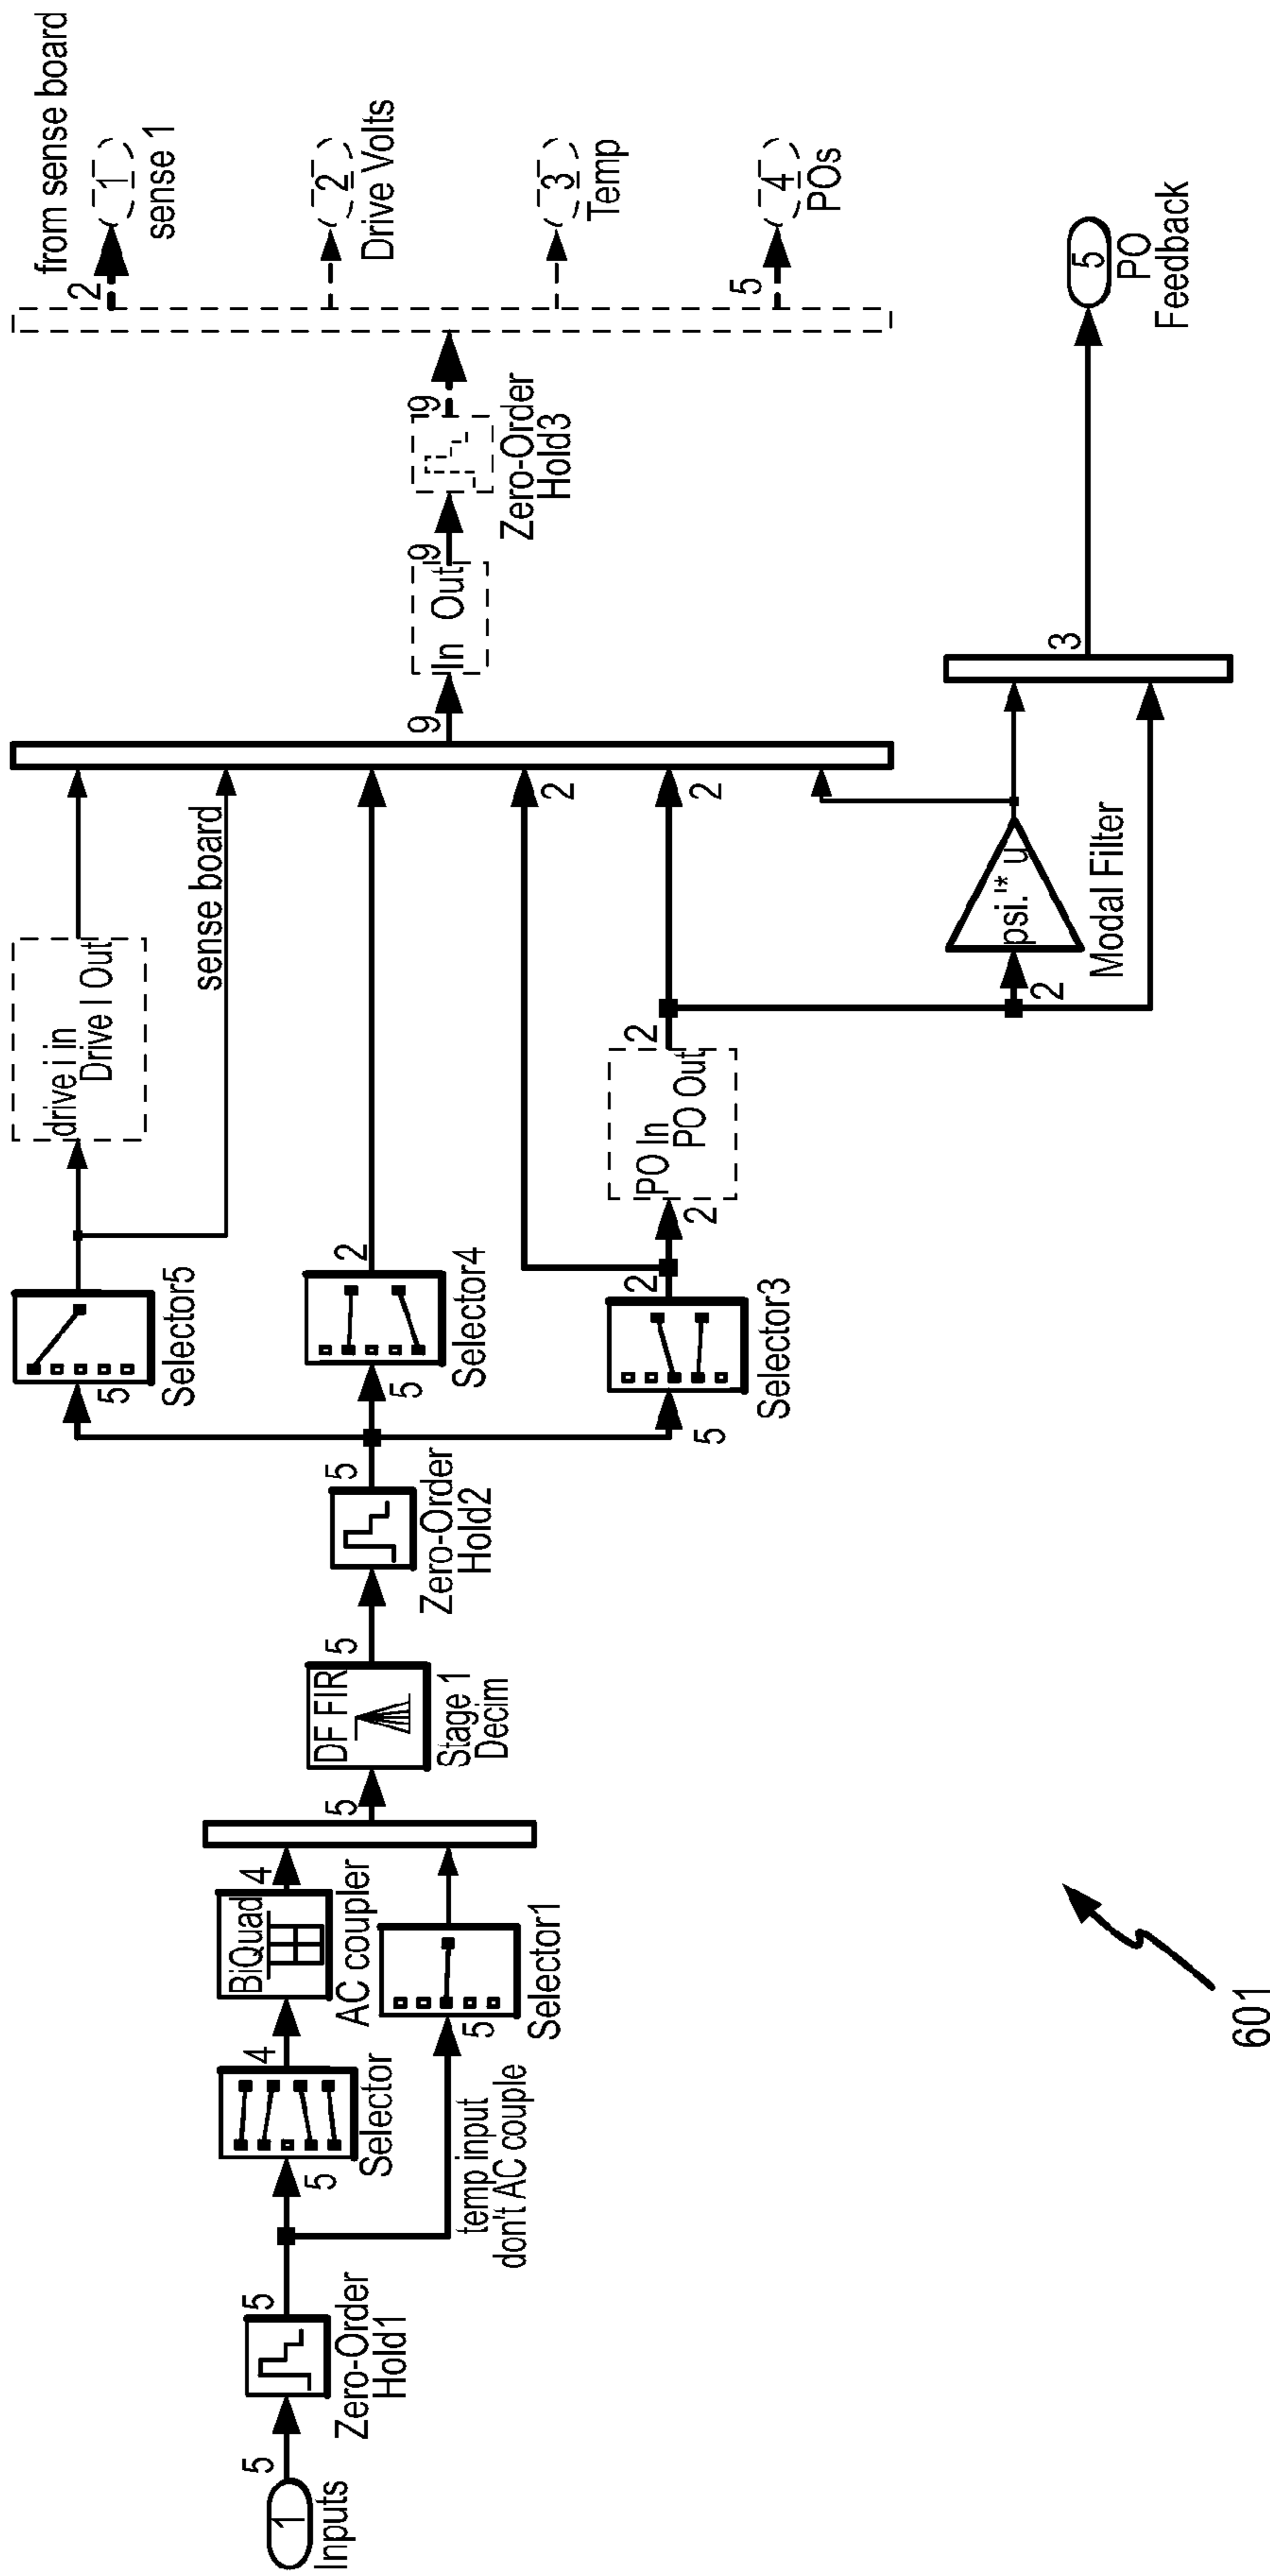 1
Inputs
5
Zero-Order
Hold1
5
5
Selector
4
BiQuad
AC coupler
4
temp input
don't AC couple
5
Selector1
5
DF FIR
Stage 1
Decim
5
Zero-Order
Hold2
5
5
Selector5
drive i in
Drive I Out
sense board
5
Selector4
2
5
Selector3
2
2
PO In
PO Out
2
2
2
2
psi.'* u
Modal Filter
9
In Out
9
Zero-Order
Hold3
9
from sense board
2
1
sense 1
2
Drive Volts
3
Temp
5
4
POs
3
5
PO
Feedback
601